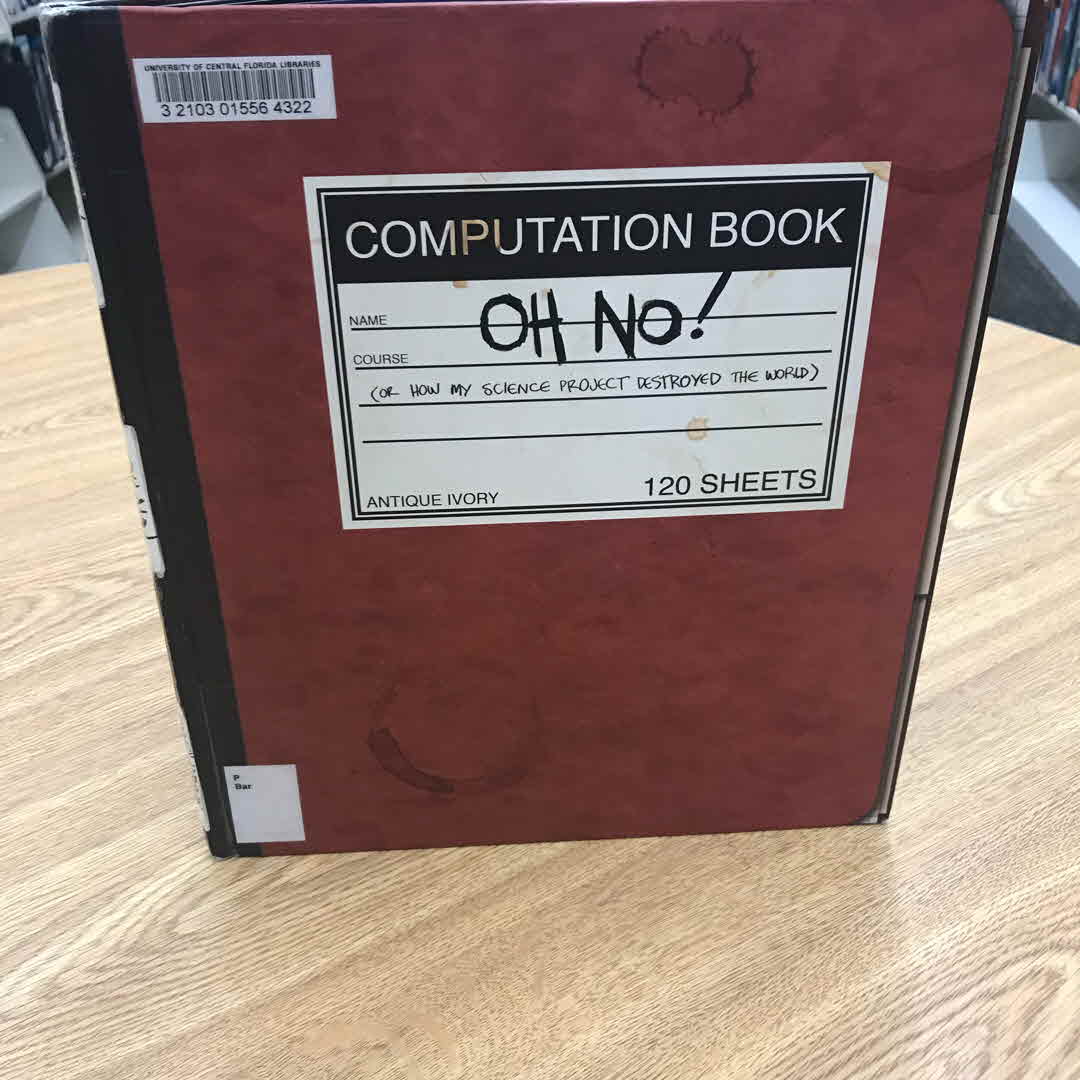 UNIVERSITY OF CENTRAL FLORIDA LIBRARIES
3 2103 01556 4322
COMPUTATION BOOK
NAME
OH NO!
COURSE
(OR HOW MY SCIENCE PROJECT DESTROYED THE WORLD)
ANTIQUE IVORY
120 SHEETS
P
Bar